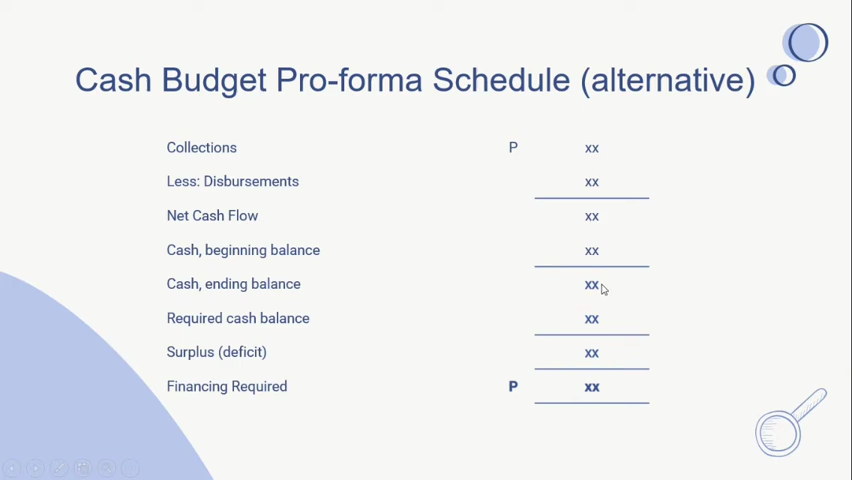 Cash Budget Pro-forma Schedule (alternative)
Collections P xx
Less: Disbursements xx
Net Cash Flow xx
Cash, beginning balance xx
Cash, ending balance xx
Required cash balance xx
Surplus (deficit) xx
Financing Required P xx